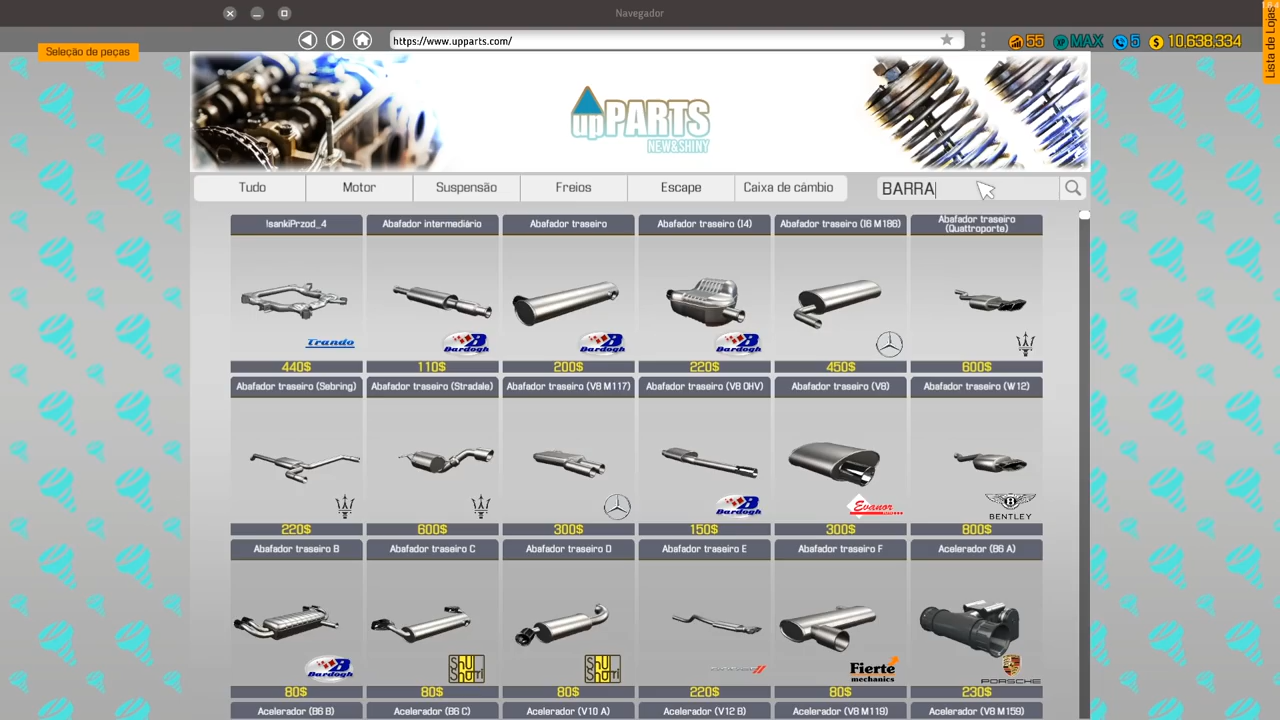 Navegador
https://www.upparts.com/
55 MAX 5 $ 10,638,334
Lista de Lojas
Seleção de peças
upPARTS
NEW&SHINY
Tudo Motor Suspensão Freios Escape Caixa de câmbio BARRA
!sankiPrzod_4 Abafador intermediário Abafador traseiro Abafador traseiro (I4) Abafador traseiro (I6 M186) Abafador traseiro
(Quattroporte)
Trando Bardogh Bardogh Bardogh
440$ 110$ 200$ 220$ 450$ 600$
Abafador traseiro (Sebring) Abafador traseiro (Stradale) Abafador traseiro (V8 M117) Abafador traseiro (V8 OHV) Abafador traseiro (V8) Abafador traseiro (W12)
Bardogh Evanor BENTLEY
220$ 600$ 300$ 150$ 300$ 800$
Abafador traseiro B Abafador traseiro C Abafador traseiro D Abafador traseiro E Abafador traseiro F Acelerador (B6 A)
Bardogh Shu Shu Fierte
mechanics PORSCHE
80$ 80$ 80$ 220$ 80$ 230$
Acelerador (B6 B) Acelerador (B6 C) Acelerador (V10 A) Acelerador (V12 B) Acelerador (V8 M119) Acelerador (V8 M159)